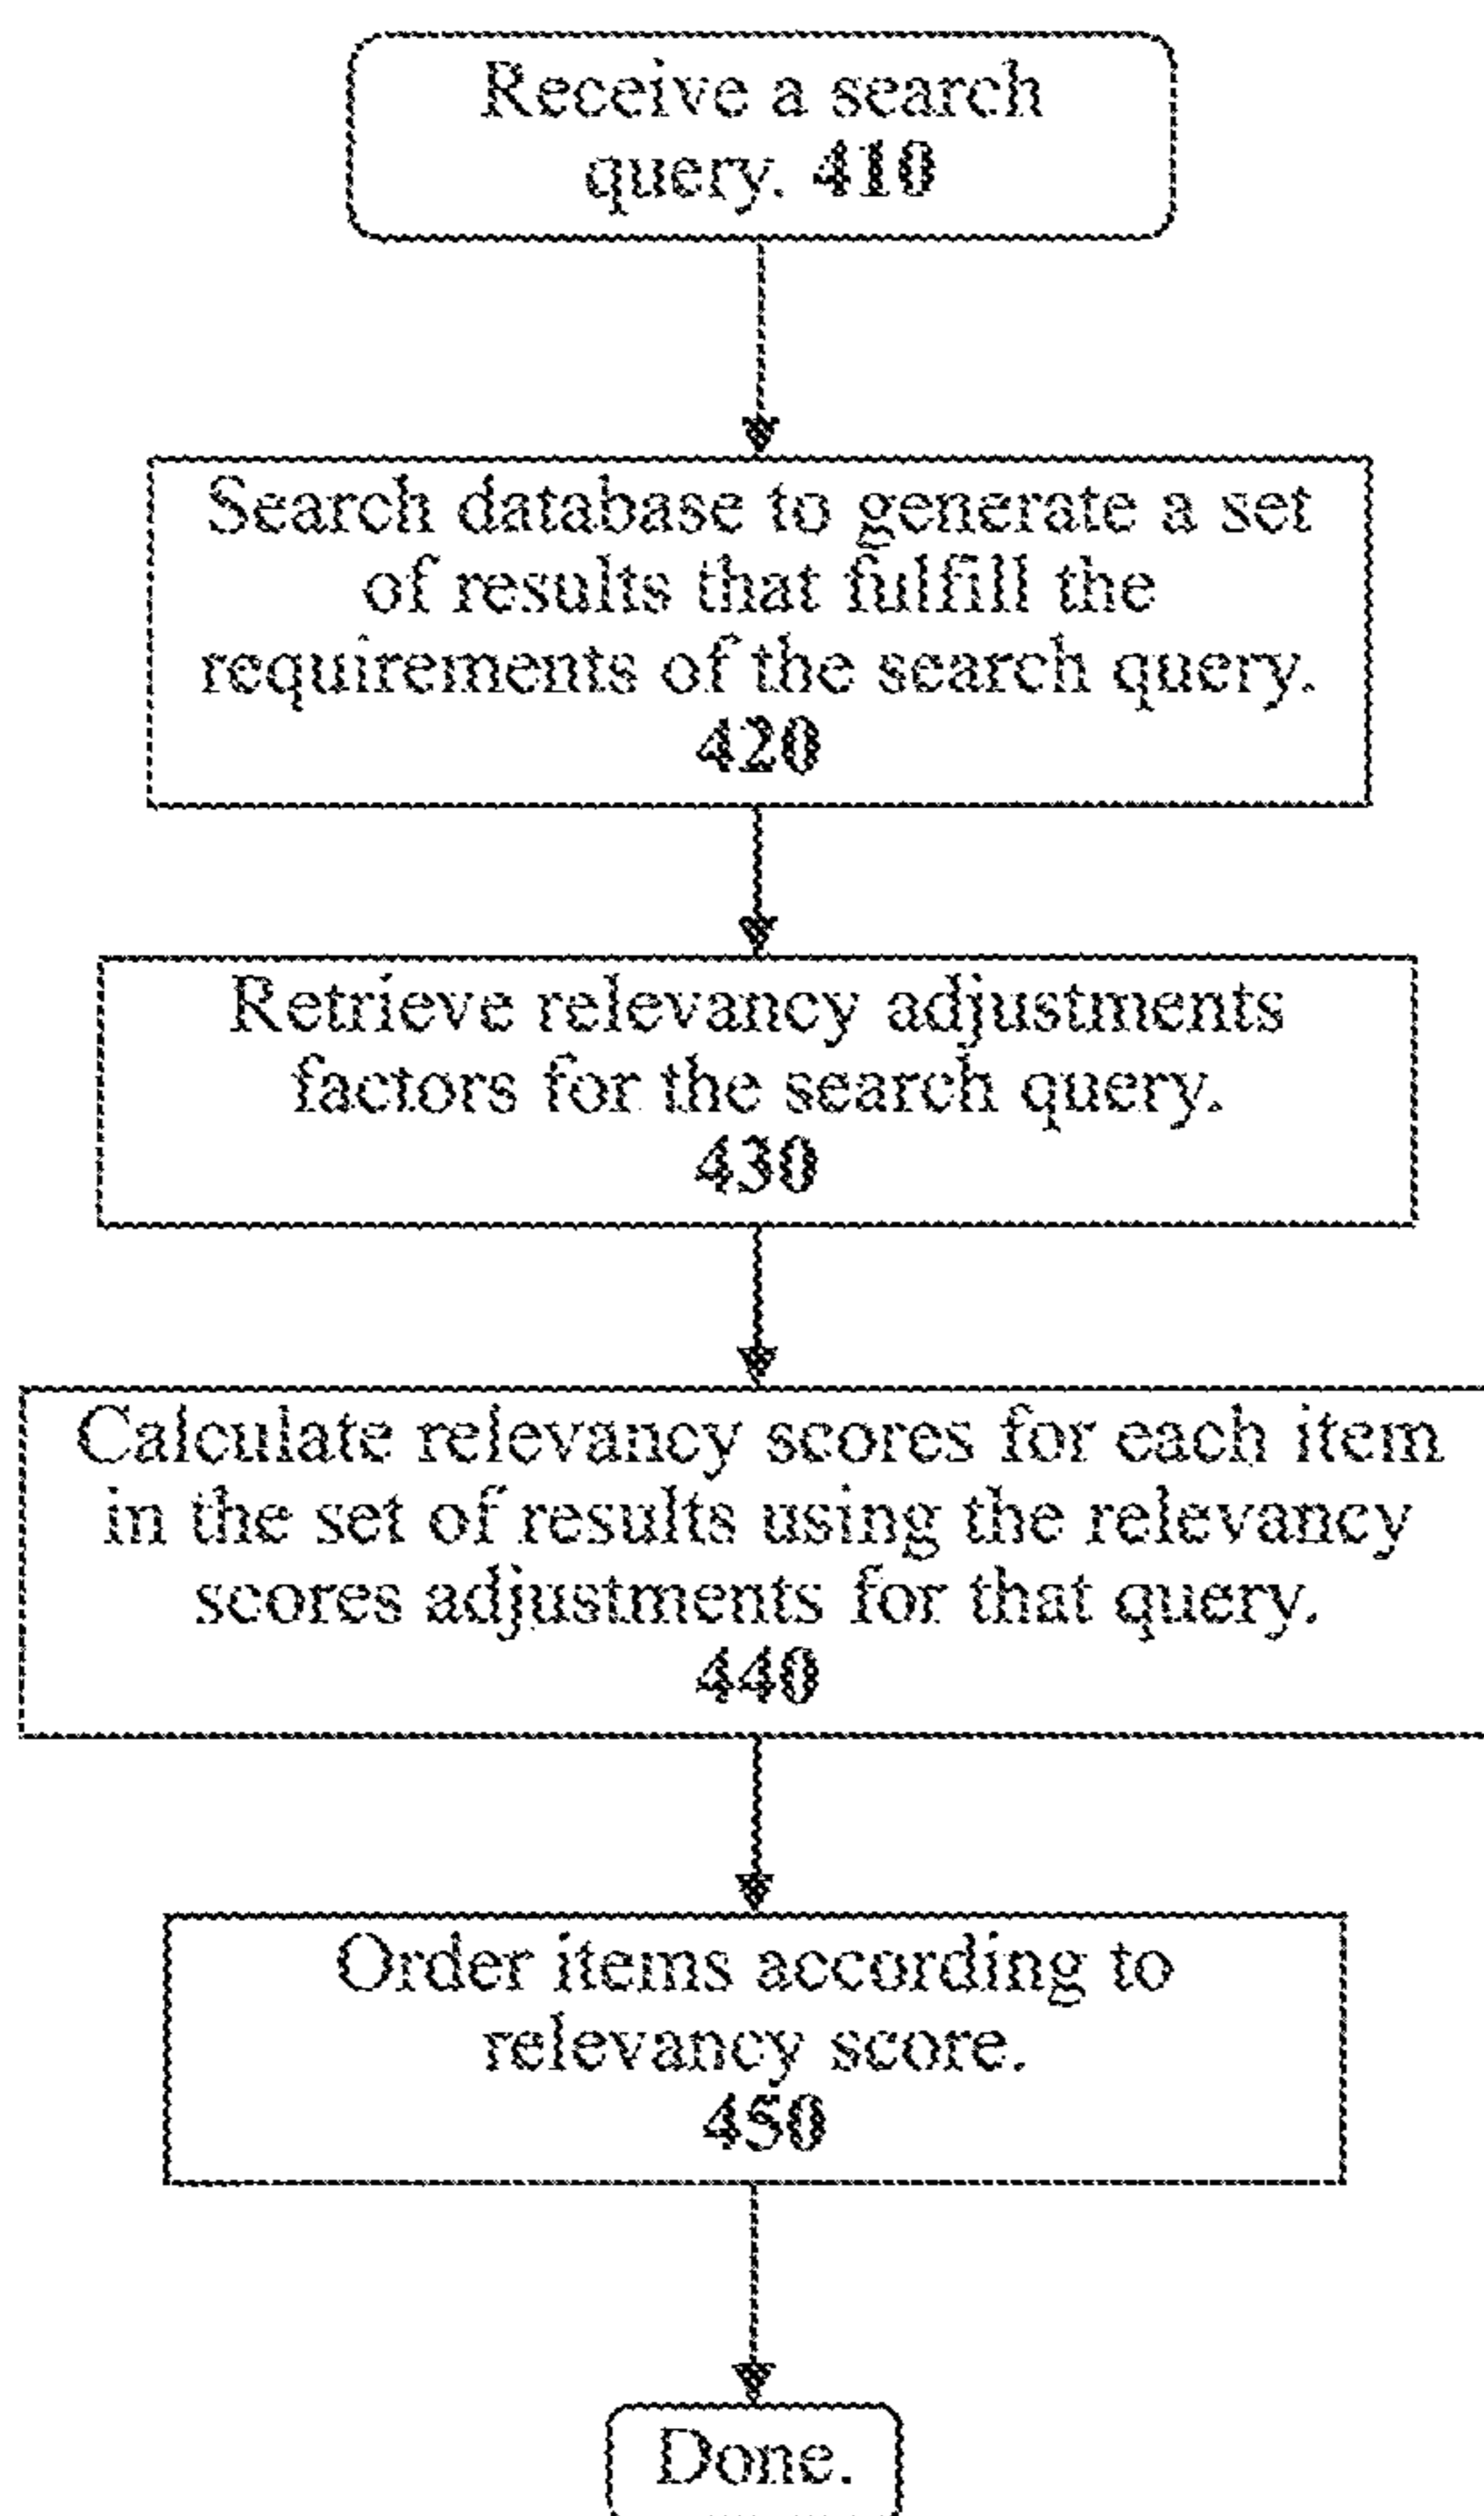 Receive a search
query. 410
Search database to generate a set
of results that fulfill the
requirements of the search query.
420
Retrieve relevancy adjustments
factors for the search query.
430
Calculate relevancy scores for each item
in the set of results using the relevancy
scores adjustments for that query.
440
Order items according to
relevancy score.
450
Done.